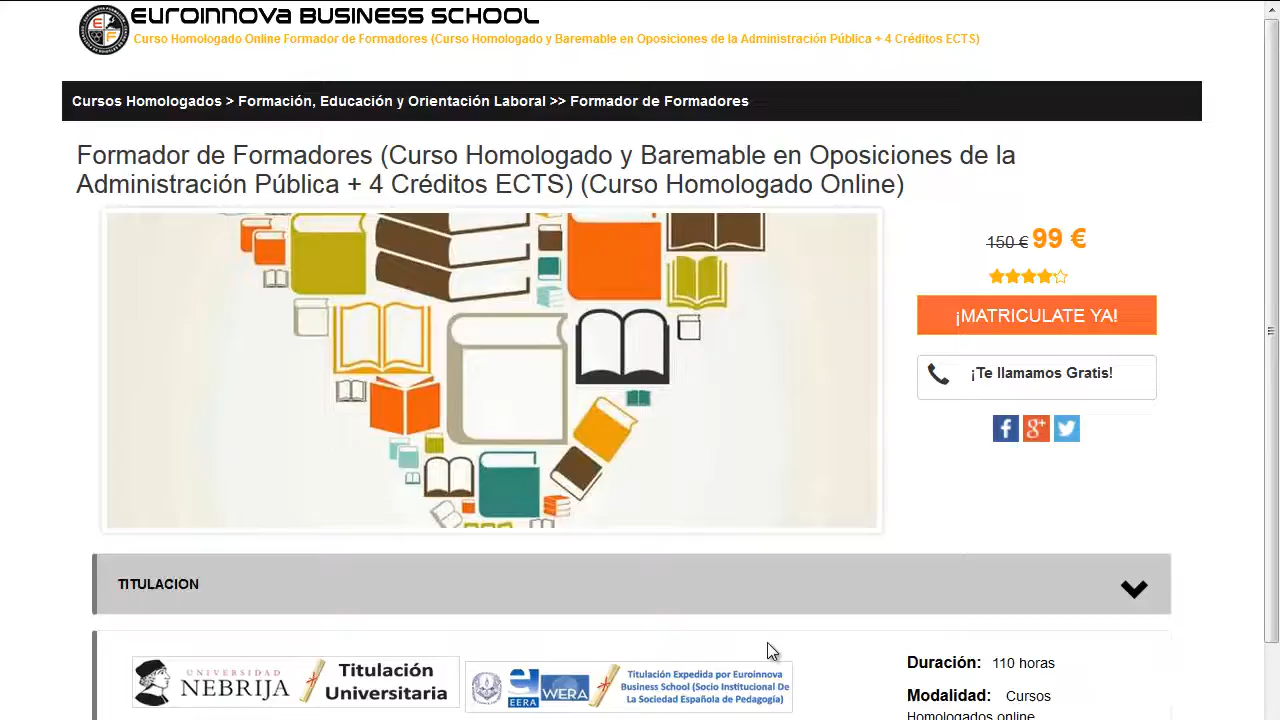 EUROINNOVA BUSINESS SCHOOL
Curso Homologado Online Formador de Formadores (Curso Homologado y Baremable en Oposiciones de la Administración Pública + 4 Créditos ECTS)
Cursos Homologados > Formación, Educación y Orientación Laboral >> Formador de Formadores
Formador de Formadores (Curso Homologado y Baremable en Oposiciones de la
Administración Pública + 4 Créditos ECTS) (Curso Homologado Online)
150 € 99 €
¡MATRICULATE YA!
¡Te llamamos Gratis!
TITULACION
UNIVERSIDAD
NEBRIJA
Titulación
Universitaria
EERA
WERA
Titulación Expedida por Euroinnova
Business School (Socio Institucional De
La Sociedad Española de Pedagogía)
Duración: 110 horas
Modalidad: Cursos
Homologados online